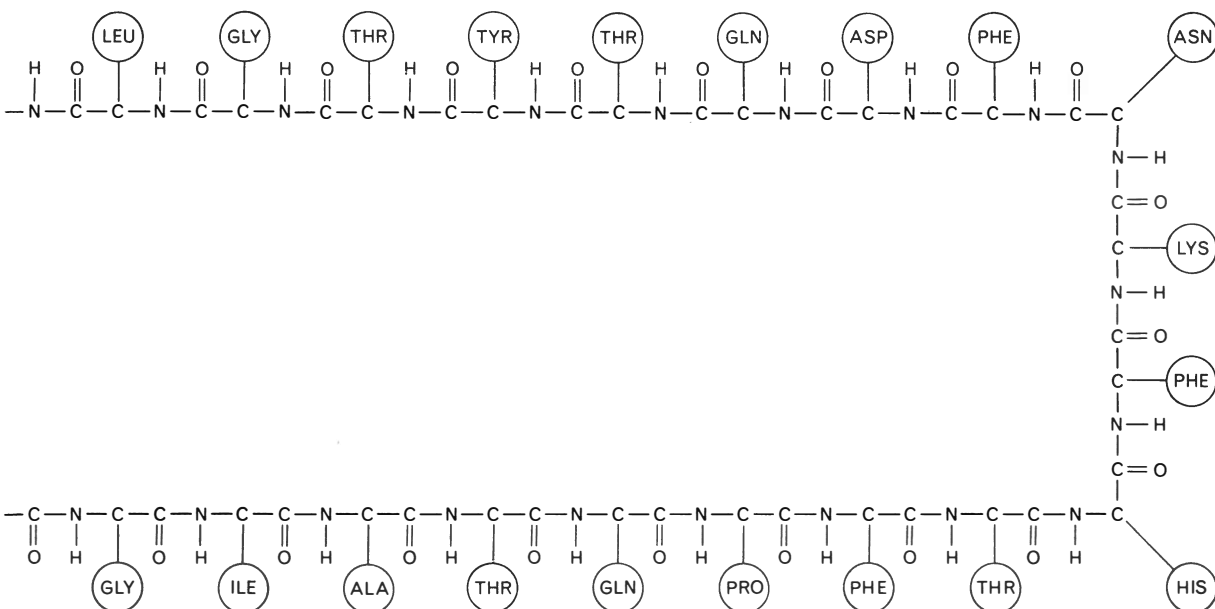 LEU GLY THR TYR THR GLN ASP PHE ASN
H O H O H O H O H O H O H O H O H O
N C C N C C N C C N C C N C C N C C N C C N C C N C C
N H
C O
C LYS
N H
C O
C PHE
N H
C O
C N C C N C C N C C N C C N C C N C C N C C N C C N C
O H O H O H O H O H O H O H O H O H
GLY ILE ALA THR GLN PRO PHE THR HIS